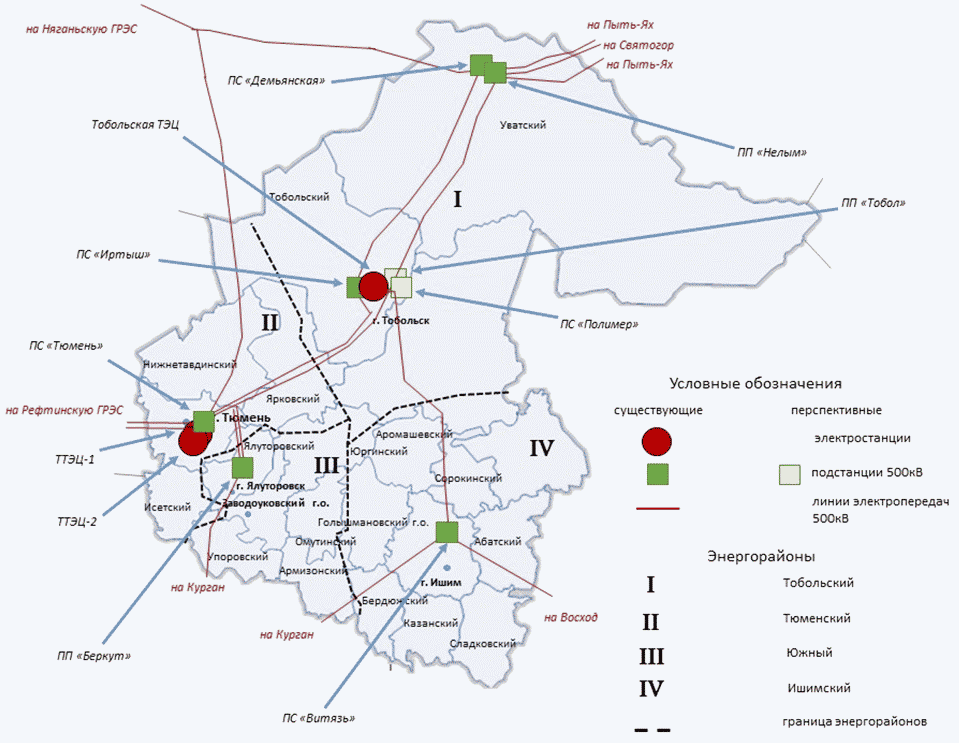 на Няганьскую ГРЭС
на Пыть-Ях
на Святогор
на Пыть-Ях
ПС «Демьянская»
Уватский
Тобольская ТЭЦ
ПП «Нелым»
Тобольский
I
ПП «Тобол»
ПС «Иртыш»
г. Тобольск
ПС «Полимер»
II
ПС «Тюмень»
Нижнетавдинский
Ярковский
на Рефтинскую ГРЭС
г. Тюмень
Аромашевский
IV
Ялуторовский
Юргинский
ТТЭЦ-1
III
Сорокинский
г. Ялуторовск
Исетский
Заводоуковский г.о.
ТТЭЦ-2
Голышмановский г.о.
Омутинский
Абатский
Упоровский
Армизонский
г. Ишим
на Курган
Бердюжский
Казанский
на Восход
на Курган
Сладковский
ПП «Беркут»
ПС «Витязь»
Условные обозначения
существующие
перспективные
электростанции
подстанции 500кВ
линии электропередач
500кВ
Энергорайоны
I Тобольский
II Тюменский
III Южный
IV Ишимский
граница энергорайонов